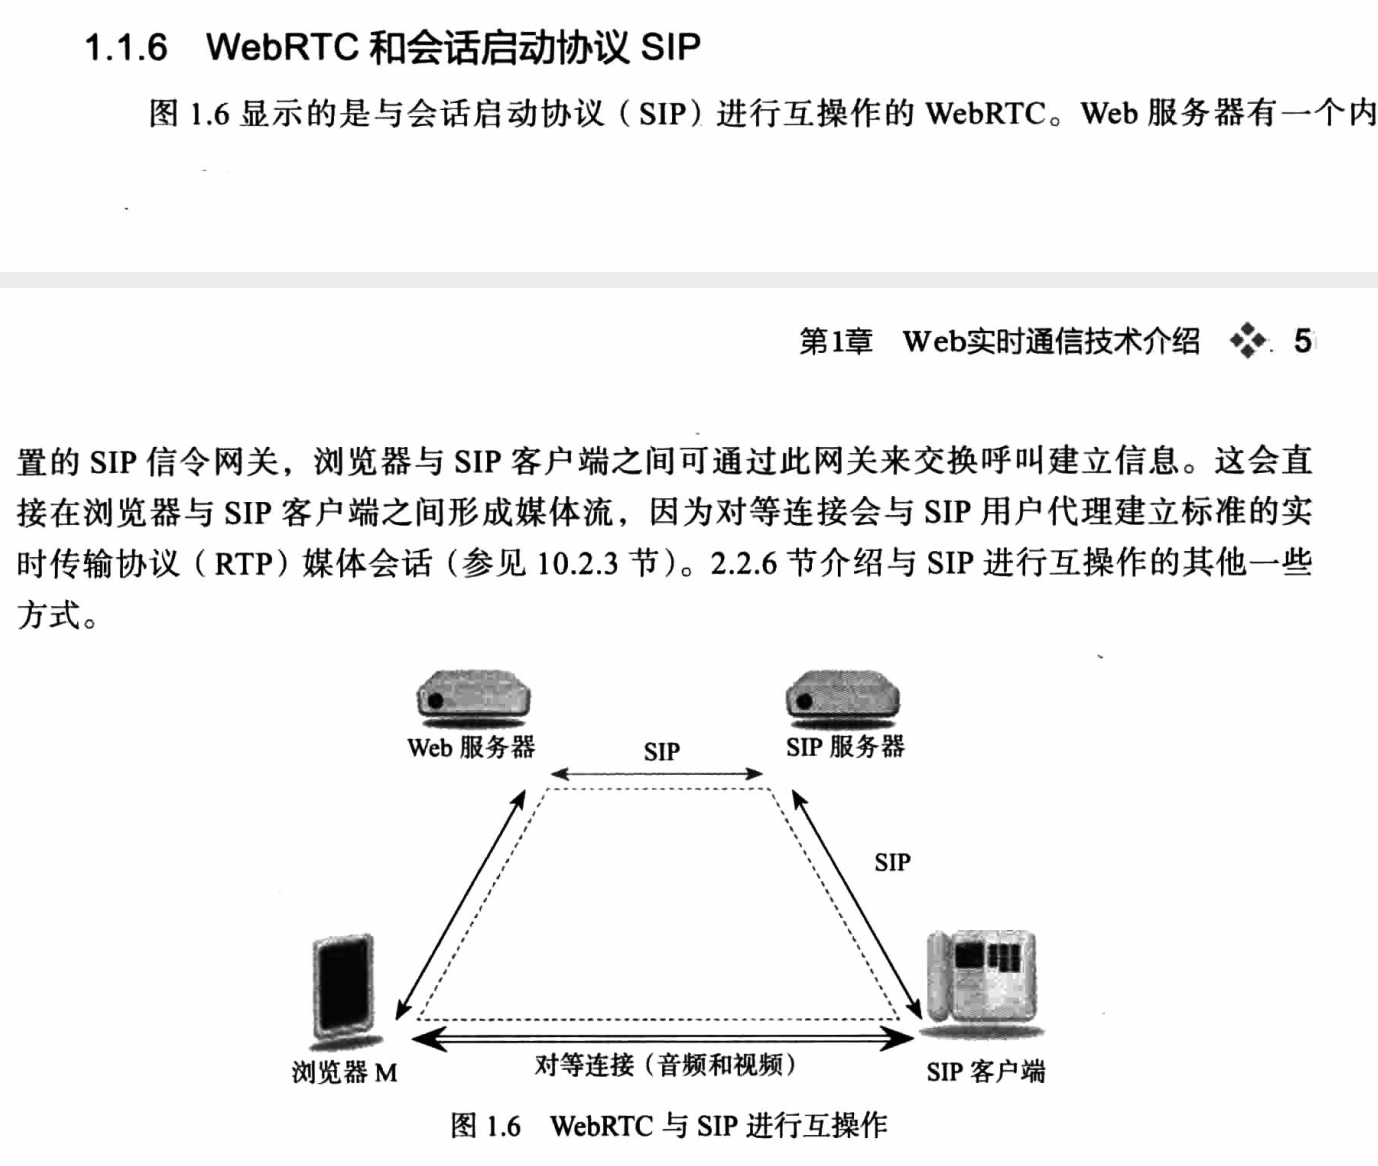 1.1.6 WebRTC 和会话启动协议 SIP
图 1.6 显示的是与会话启动协议（SIP）进行互操作的 WebRTC。Web 服务器有一个内
第1章 Web实时通信技术介绍 5
置的 SIP 信令网关，浏览器与 SIP 客户端之间可通过此网关来交换呼叫建立信息。这会直
接在浏览器与 SIP 客户端之间形成媒体流，因为对等连接会与 SIP 用户代理建立标准的实
时传输协议（RTP）媒体会话（参见 10.2.3 节）。2.2.6 节介绍与 SIP 进行互操作的其他一些
方式。
Web 服务器
SIP
SIP 服务器
SIP
浏览器 M
对等连接（音频和视频）
SIP 客户端
图 1.6 WebRTC 与 SIP 进行互操作